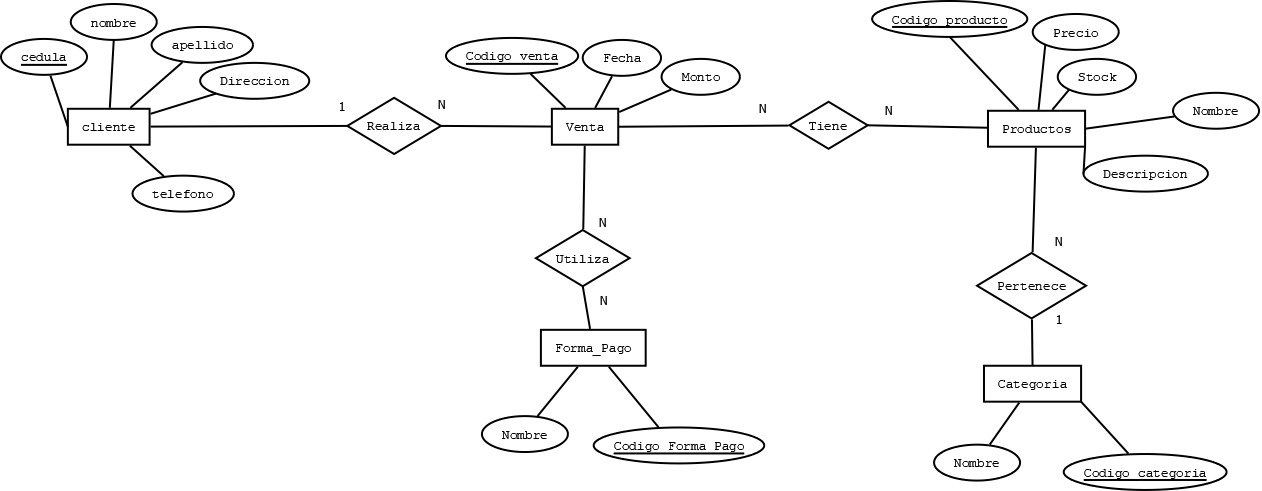 nombre
cedula
apellido
Direccion
cliente
telefono
1
Realiza
N
Codigo venta
Fecha
Monto
Venta
N
Tiene
N
Codigo producto
Precio
Stock
Nombre
Productos
Descripcion
N
Utiliza
N
Forma_Pago
Nombre
Codigo Forma Pago
N
Pertenece
1
Categoria
Nombre
Codigo categoria